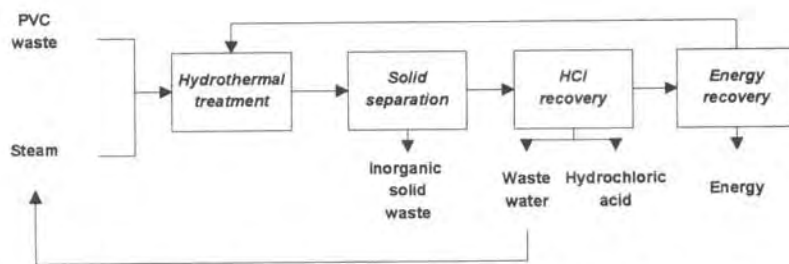 PVC
waste
Hydrothermal
treatment
Solid
separation
HCl
recovery
Energy
recovery
Steam
Inorganic
solid
waste
Waste
water
Hydrochloric
acid
Energy